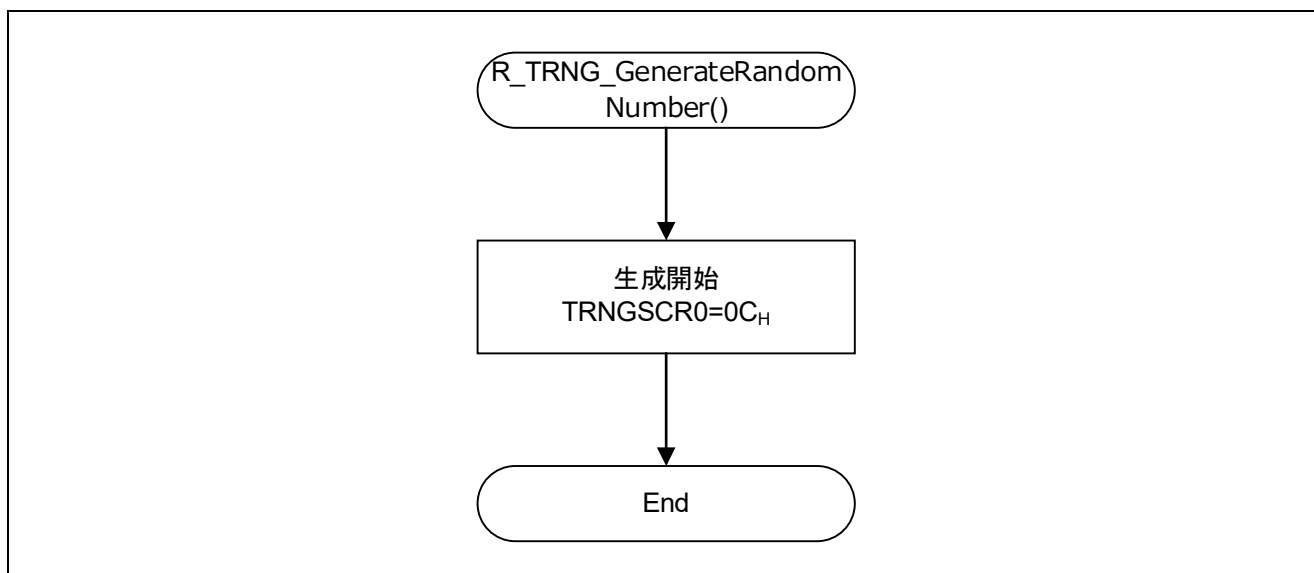 R_TRNG_GenerateRandom
Number()
生成開始
TRNGSCR0=0CH
End